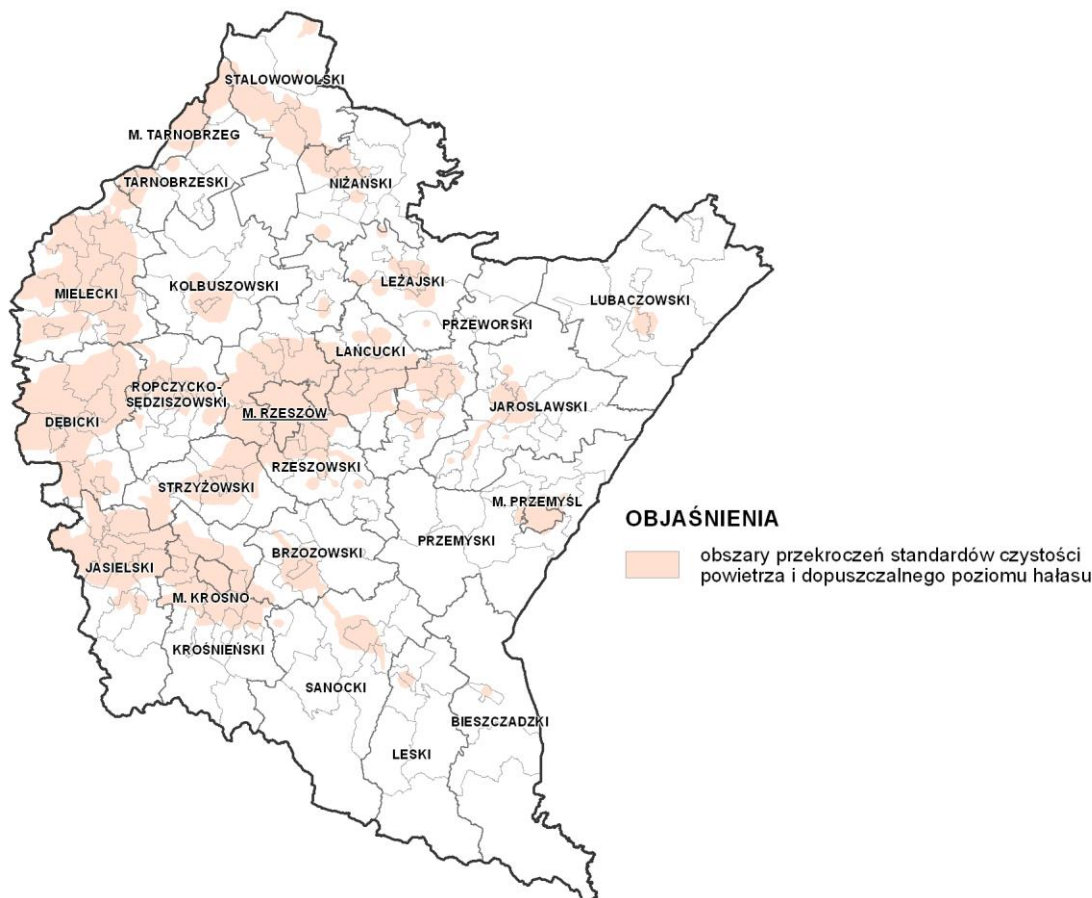 STALOWOWOLSKI
M. TARNOBRZEG
TARNOBRZESKI
NIŻAŃSKI
MIELECKI
KOLBUSZOWSKI
LEŻAJSKI
LUBACZOWSKI
PRZEWORSKI
ŁAŃCUCKI
ROPCZYCKO-
SĘDZISZOWSKI
JAROSŁAWSKI
DĘBICKI
M. RZESZÓW
RZESZOWSKI
STRZYŻOWSKI
M. PRZEMYŚL
PRZEMYSKI
BRZOZOWSKI
JASIELSKI
M. KROSNO
KROŚNIEŃSKI
SANOCKI
BIESZCZADZKI
LESKI
OBJAŚNIENIA
obszary przekroczeń standardów czystości
powietrza i dopuszczalnego poziomu hałasu